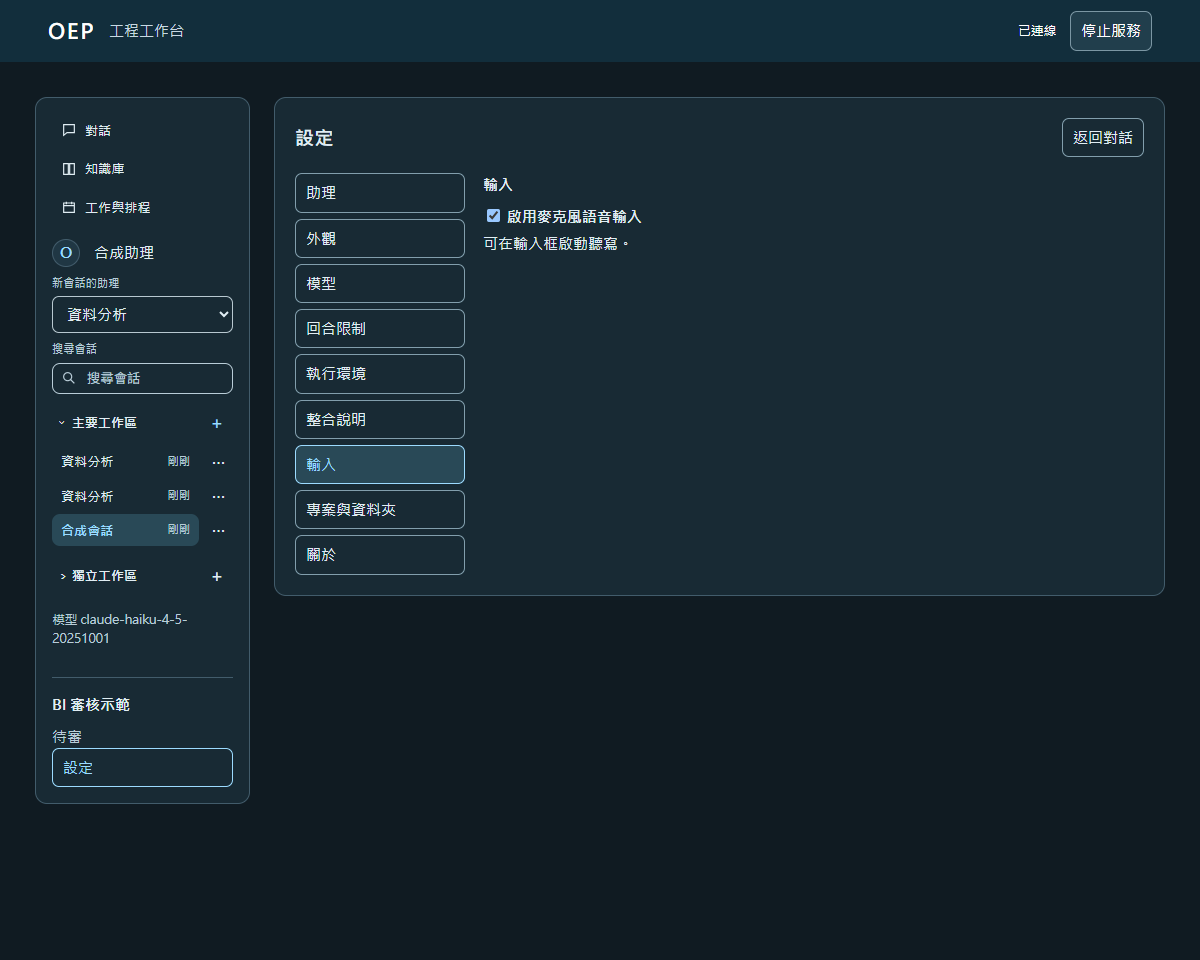 OEP 工程工作台
已連線 停止服務
對話
知識庫
工作與排程
O 合成助理
新會話的助理
資料分析
搜尋會話
搜尋會話
主要工作區 +
資料分析 剛剛 ...
資料分析 剛剛 ...
合成會話 剛剛 ...
獨立工作區 +
模型 claude-haiku-4-5-
20251001
BI 審核示範
待審
設定
設定
返回對話
助理
外觀
模型
回合限制
執行環境
整合說明
輸入
專案與資料夾
關於
輸入
啟用麥克風語音輸入
可在輸入框啟動聽寫。